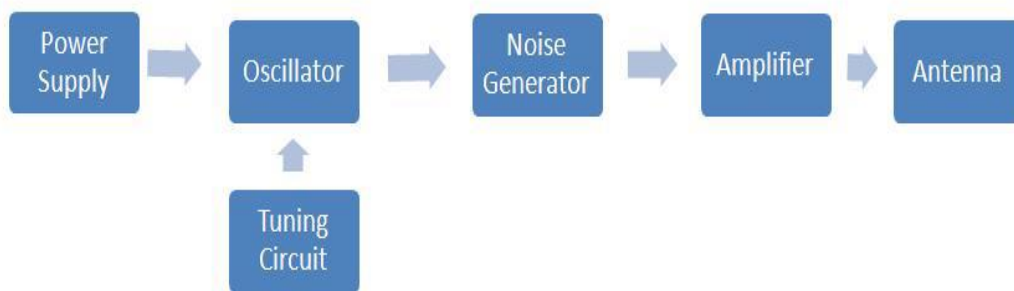 Power
Supply
Oscillator
Noise
Generator
Amplifier
Antenna
Tuning
Circuit